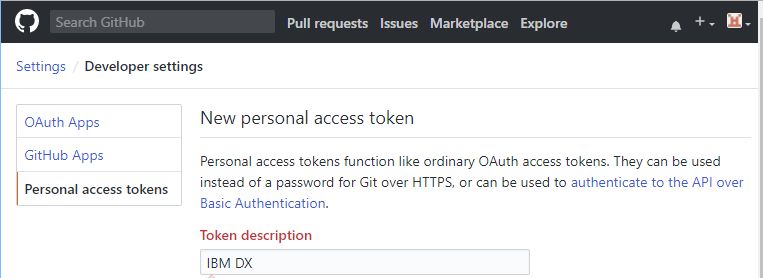 Search GitHub Pull requests Issues Marketplace Explore
Settings / Developer settings
OAuth Apps
GitHub Apps
Personal access tokens
New personal access token
Personal access tokens function like ordinary OAuth access tokens. They can be used
instead of a password for Git over HTTPS, or can be used to authenticate to the API over
Basic Authentication.
Token description
IBM DX